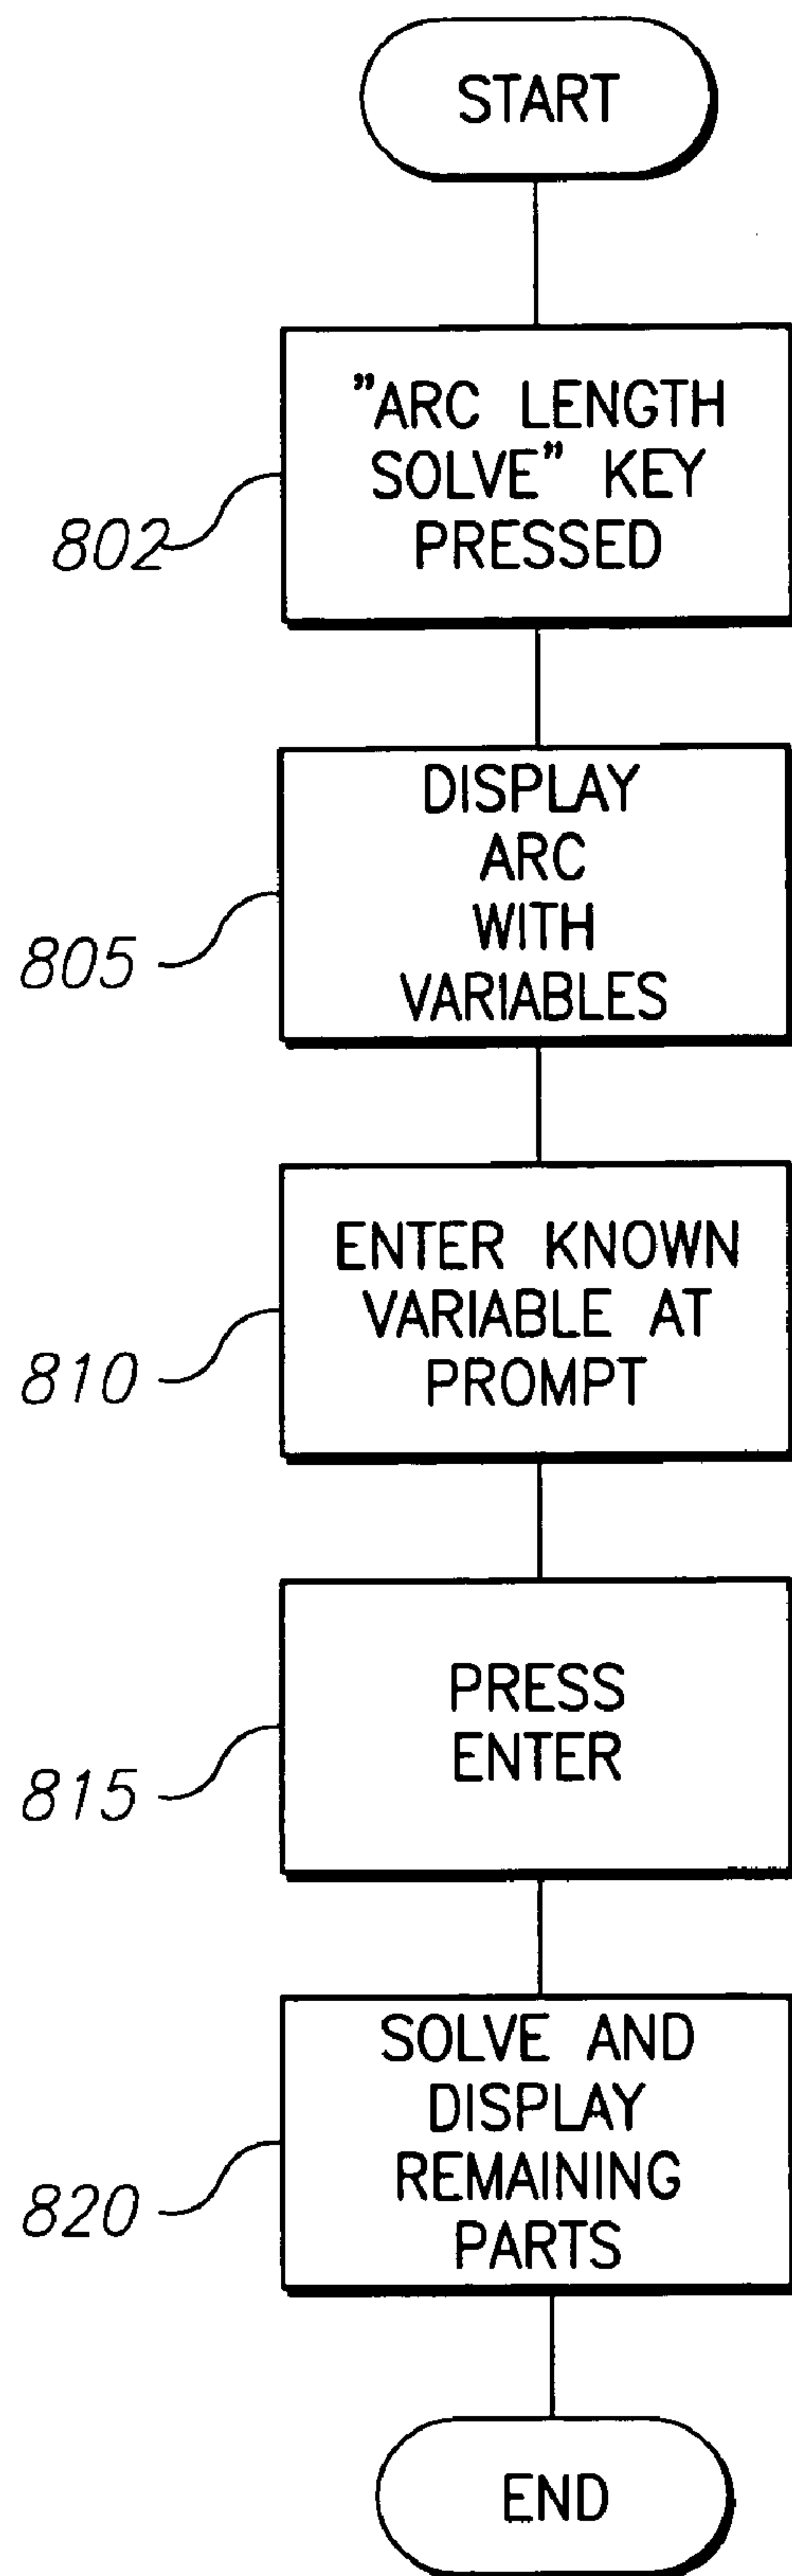 START
"ARC LENGTH
SOLVE" KEY
PRESSED
802
DISPLAY
ARC
WITH
VARIABLES
805
ENTER KNOWN
VARIABLE AT
PROMPT
810
PRESS
ENTER
815
SOLVE AND
DISPLAY
REMAINING
PARTS
820
END